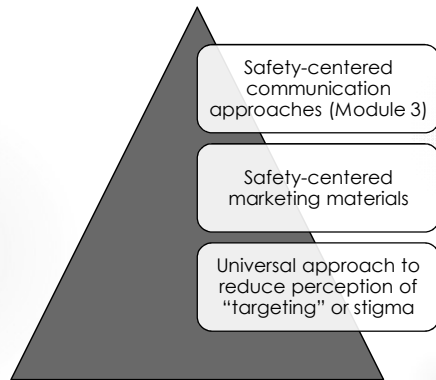 Safety-centered
communication
approaches (Module 3)
Safety-centered
marketing materials
Universal approach to
reduce perception of
“targeting” or stigma